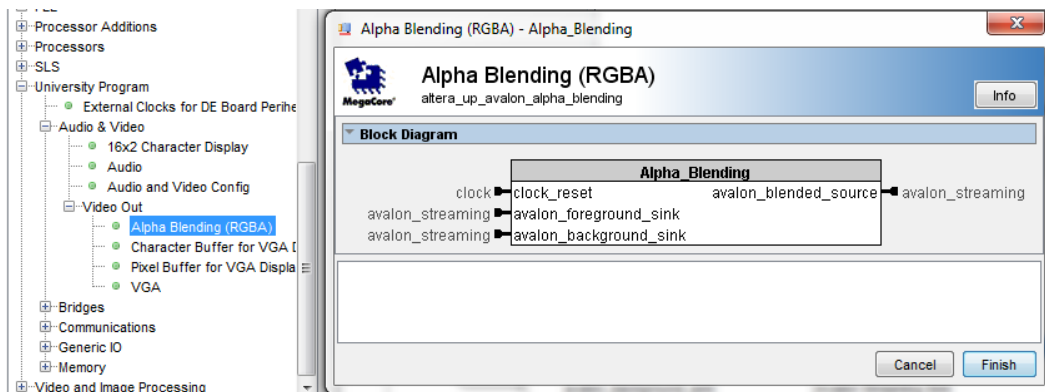 Processor Additions
Processors
SLS
University Program
External Clocks for DE Board Perihe
Audio & Video
16x2 Character Display
Audio
Audio and Video Config
Video Out
Alpha Blending (RGBA)
Character Buffer for VGA D
Pixel Buffer for VGA Displa
VGA
Bridges
Communications
Generic IO
Memory
Video and Image Processing
Alpha Blending (RGBA) - Alpha_Blending
MegaCore®
Alpha Blending (RGBA)
altera_up_avalon_alpha_blending
Info
Block Diagram
Alpha_Blending
clock clock_reset avalon_blended_source avalon_streaming
avalon_streaming avalon_foreground_sink
avalon_streaming avalon_background_sink
Cancel Finish